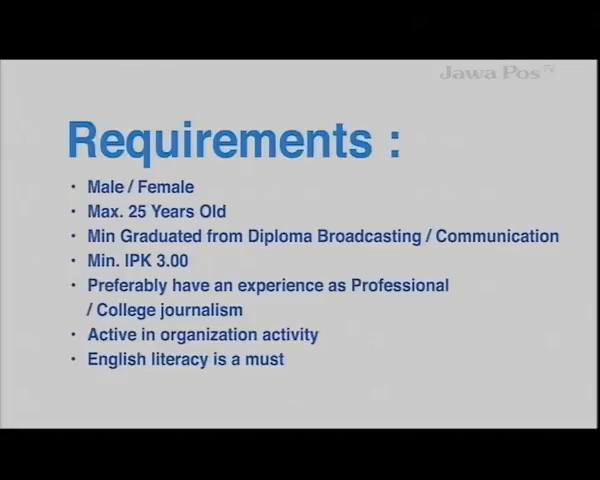 Jawa Pos TV
Requirements :
• Male / Female
• Max. 25 Years Old
• Min Graduated from Diploma Broadcasting / Communication
• Min. IPK 3.00
• Preferably have an experience as Professional
/ College journalism
• Active in organization activity
• English literacy is a must